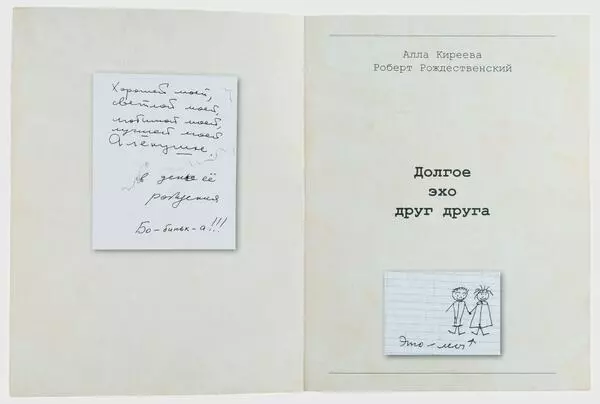 Хорошей моей,
светлой моей,
любимой моей,
лучшей моей
Алёнушке.
в день её
рождения
Бо-биньк-а!!!
Алла Киреева
Роберт Рождественский
Долгое
эхо
друг друга
Это - мы